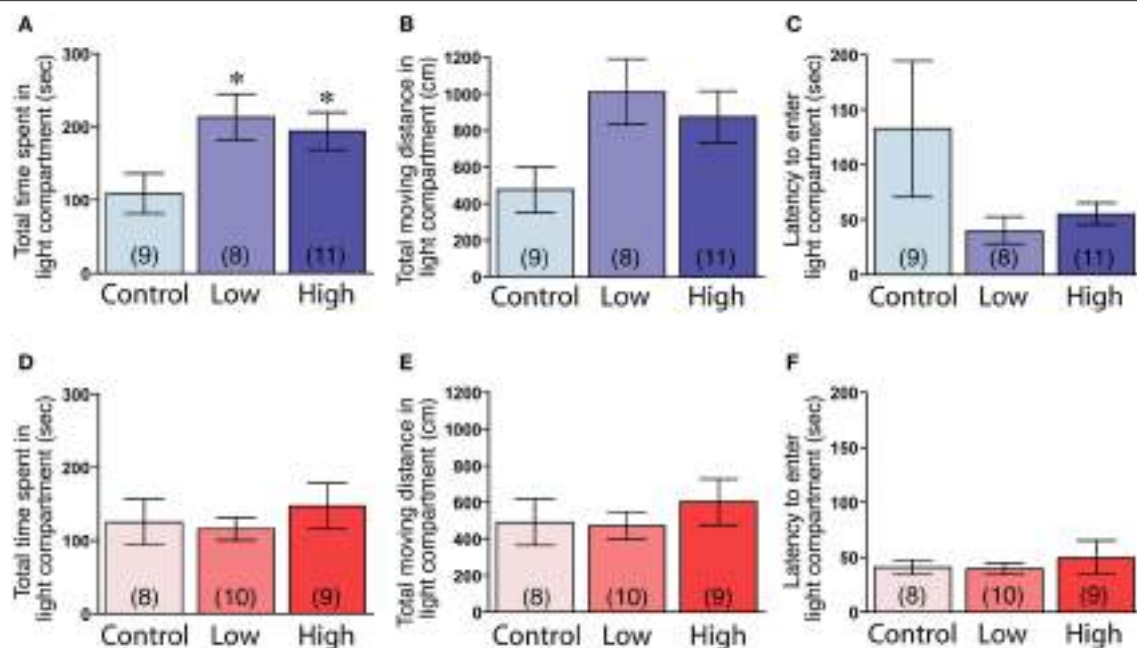 A
Total time spent in
light compartment (sec)
300
200
100
0
*
*
(9)
(8)
(11)
Control
Low
High
B
Total moving distance in
light compartment (cm)
1200
1000
800
600
400
200
0
(9)
(8)
(11)
Control
Low
High
C
Latency to enter
light compartment (sec)
200
150
100
50
0
(9)
(8)
(11)
Control
Low
High
D
Total time spent in
light compartment (sec)
300
200
100
0
(8)
(10)
(9)
Control
Low
High
E
Total moving distance in
light compartment (cm)
1200
1000
800
600
400
200
0
(8)
(10)
(9)
Control
Low
High
F
Latency to enter
light compartment (sec)
200
150
100
50
0
(8)
(10)
(9)
Control
Low
High